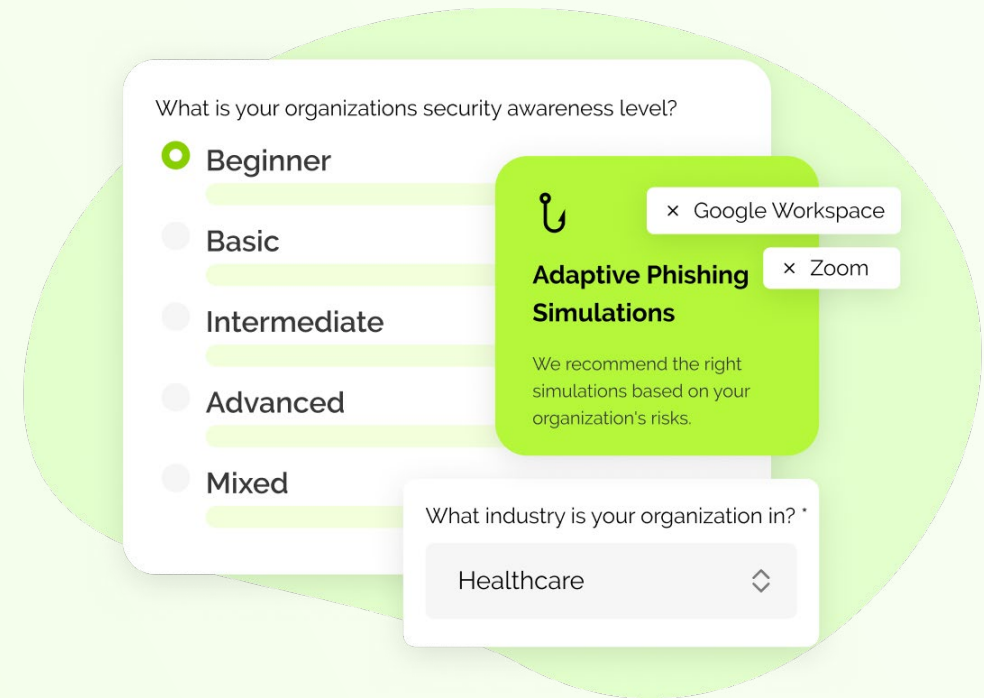 What is your organizations security awareness level?
Beginner
Basic
Intermediate
Advanced
Mixed
× Google Workspace
× Zoom
Adaptive Phishing
Simulations
We recommend the right
simulations based on your
organization's risks.
What industry is your organization in? *
Healthcare